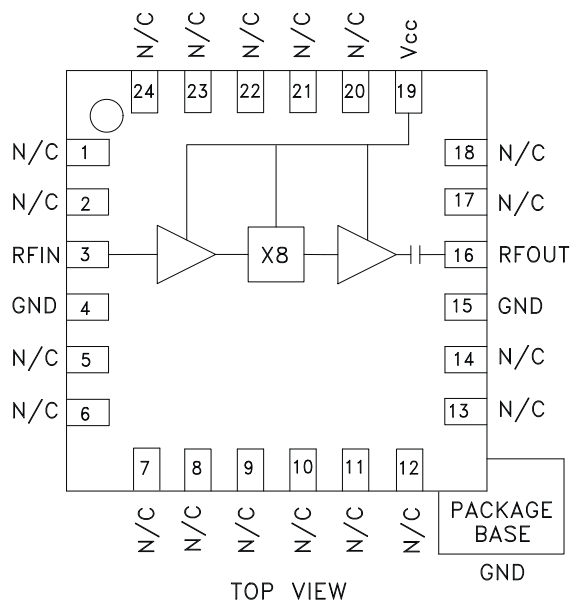 N/C N/C N/C N/C N/C Vcc
24 23 22 21 20 19
N/C 1 18 N/C
N/C 2 17 N/C
RFIN 3 X8 16 RFOUT
GND 4 15 GND
N/C 5 14 N/C
N/C 6 13 N/C
7 8 9 10 11 12
N/C N/C N/C N/C N/C N/C
PACKAGE
BASE
GND
TOP VIEW